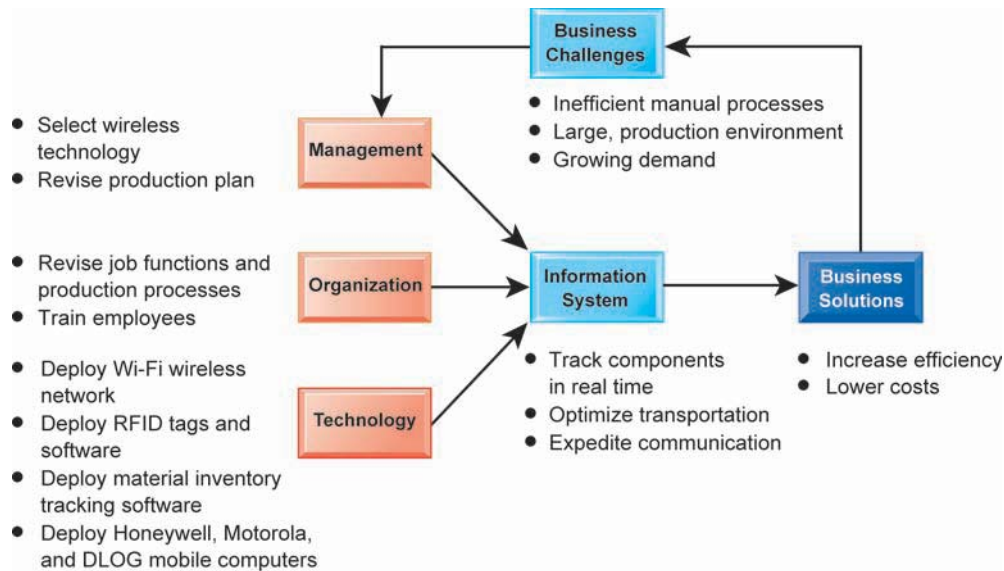 Business
Challenges
● Inefficient manual processes
● Large, production environment
● Growing demand
● Select wireless
technology
● Revise production plan
Management
● Revise job functions and
production processes
● Train employees
Organization
Information
System
Business
Solutions
● Deploy Wi-Fi wireless
network
● Deploy RFID tags and
software
● Deploy material inventory
tracking software
● Deploy Honeywell, Motorola,
and DLOG mobile computers
Technology
● Track components
in real time
● Optimize transportation
● Expedite communication
● Increase efficiency
● Lower costs